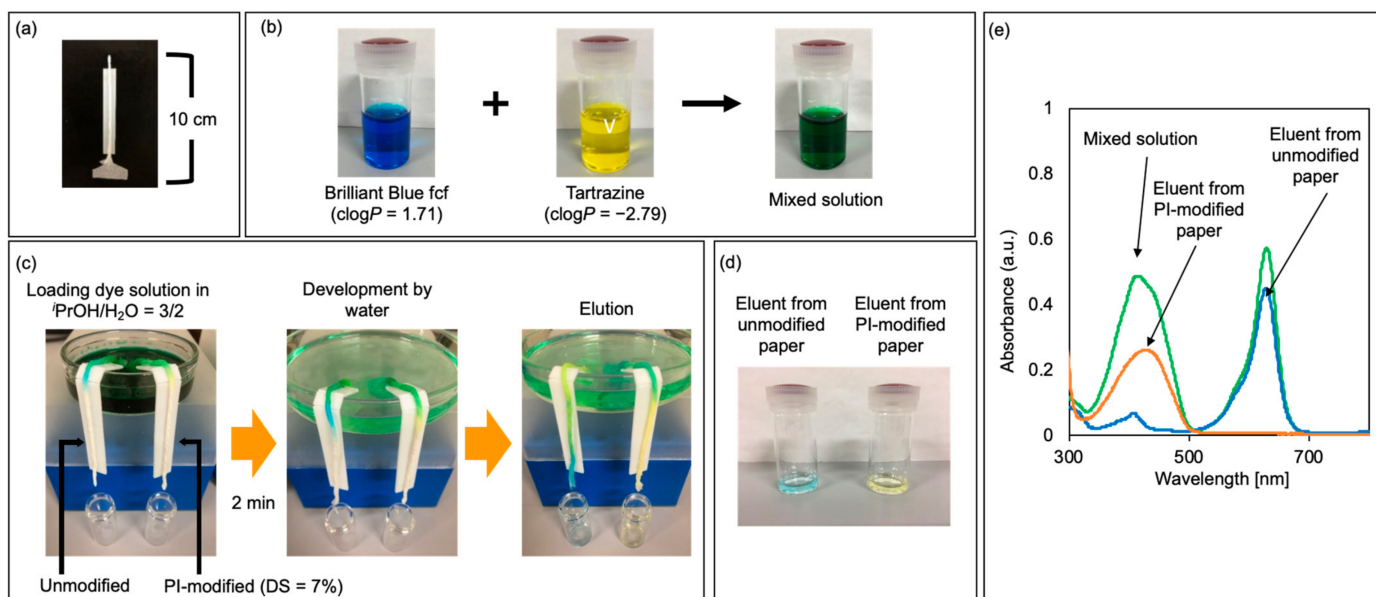 (a)
10 cm
(b)
+
V
Brilliant Blue fcf
(clogP = 1.71)
Tartrazine
(clogP = −2.79)
Mixed solution
(c)
Loading dye solution in
ⁱPrOH/H₂O = 3/2
Development by
water
Elution
2 min
Unmodified
PI-modified (DS = 7%)
(d)
Eluent from
unmodified
paper
Eluent from
PI-modified
paper
(e)
Mixed solution
Eluent from
PI-modified
paper
Eluent from
unmodified
paper
Absorbance (a.u.)
1
0.8
0.6
0.4
0.2
0
300
500
700
Wavelength [nm]